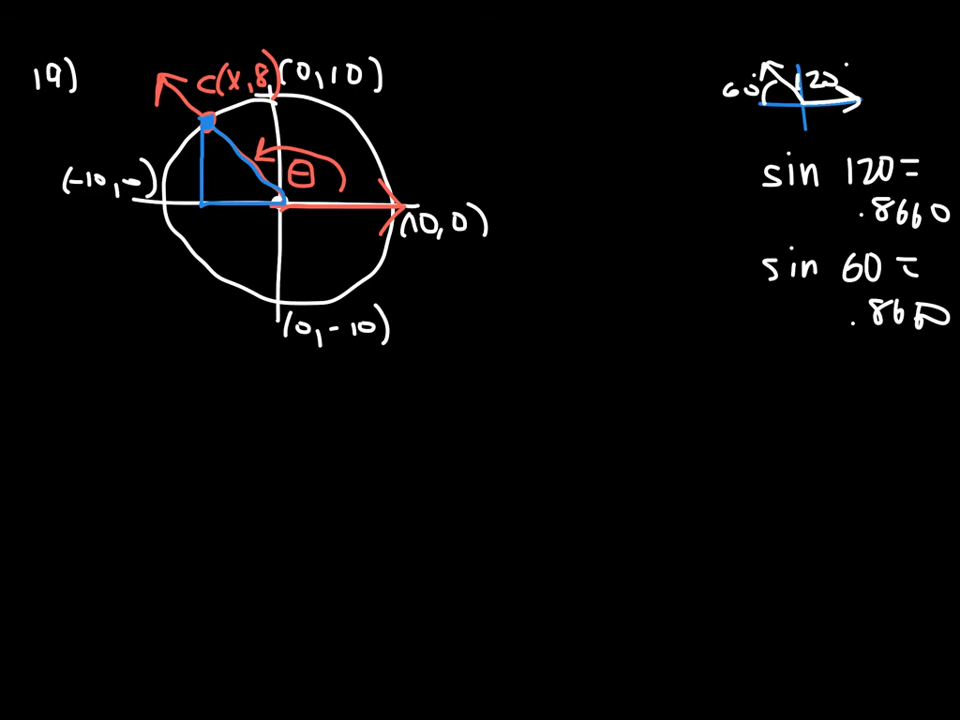 19)
C(x,8)
(0,10)
(-10,0)
θ
(10,0)
(0,-10)
60°
120°
sin 120=
.8660
sin 60=
.8660